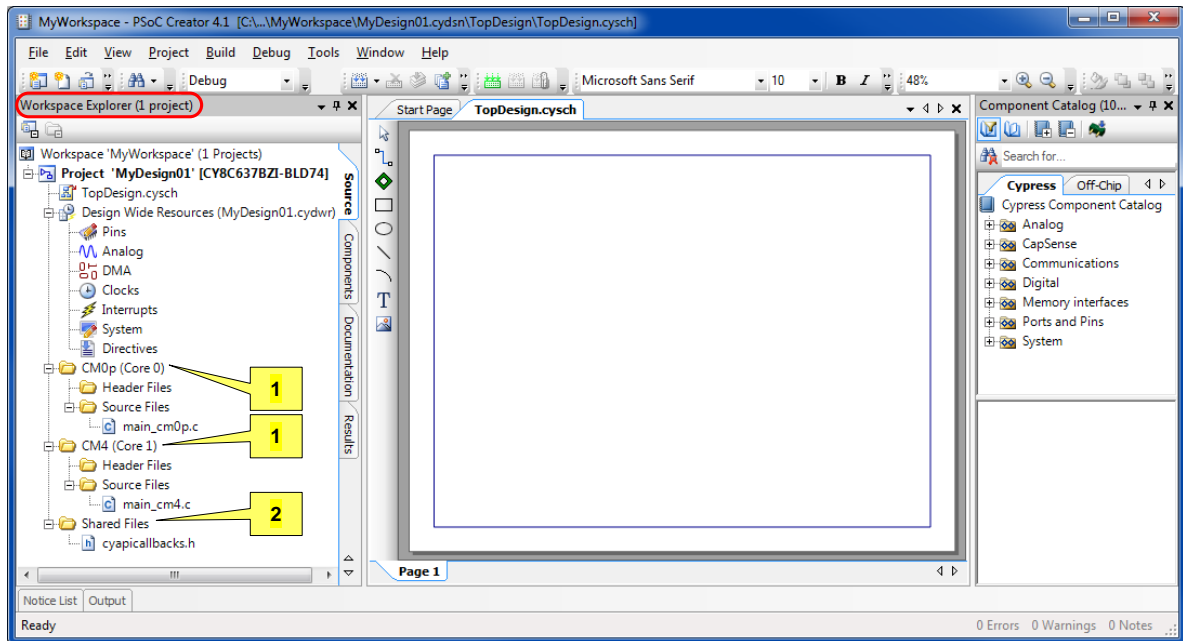 MyWorkspace - PSoC Creator 4.1 [C:\...\MyWorkspace\MyDesign01.cydsn\TopDesign\TopDesign.cysch]
File Edit View Project Build Debug Tools Window Help
Debug Microsoft Sans Serif 10 B I 48%
Workspace Explorer (1 project)
Workspace 'MyWorkspace' (1 Projects)
Project 'MyDesign01' [CY8C637BZI-BLD74]
TopDesign.cysch
Design Wide Resources (MyDesign01.cydwr)
Pins
Analog
DMA
Clocks
Interrupts
System
Directives
CM0p (Core 0)
Header Files
Source Files
main_cm0p.c
CM4 (Core 1)
Header Files
Source Files
main_cm4.c
Shared Files
cyapicallbacks.h
1
1
2
Source
Components
Documentation
Results
Start Page TopDesign.cysch
T
Page 1
Component Catalog (10...
Search for...
Cypress Off-Chip
Cypress Component Catalog
Analog
CapSense
Communications
Digital
Memory interfaces
Ports and Pins
System
Notice List Output
Ready 0 Errors 0 Warnings 0 Notes